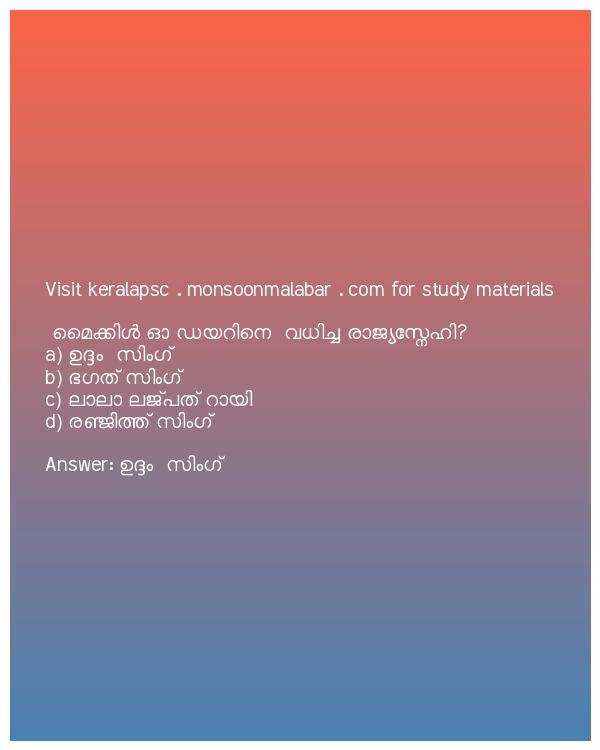 Visit keralapsc . monsoonmalabar . com for study materials
മൈക്കിൾ ഓ ഡയറിനെ വധിച്ച രാജ്യസ്നേഹി?
a) ഉദ്ദം സിംഗ്
b) ഭഗത് സിംഗ്
c) ലാലാ ലജ്പത് റായി
d) രഞ്ജിത്ത് സിംഗ്
Answer: ഉദ്ദം സിംഗ്